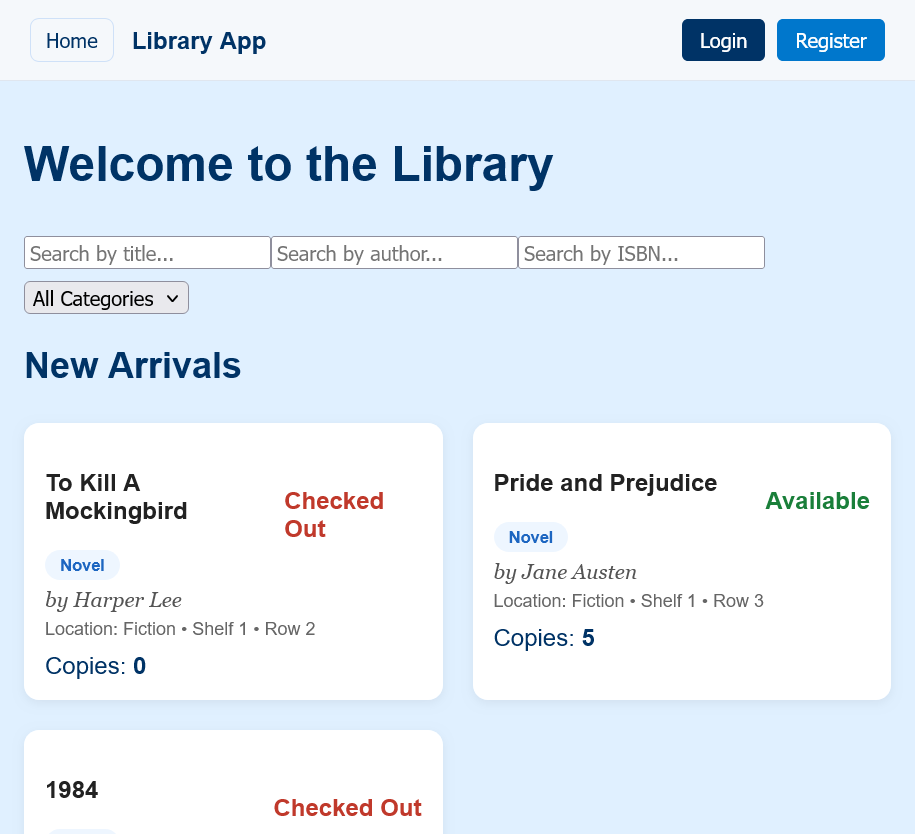 Home
Library App
Login
Register
Welcome to the Library
Search by title...
Search by author...
Search by ISBN...
All Categories
New Arrivals
To Kill A
Mockingbird
Checked
Out
Novel
by Harper Lee
Location: Fiction • Shelf 1 • Row 2
Copies: 0
Pride and Prejudice
Available
Novel
by Jane Austen
Location: Fiction • Shelf 1 • Row 3
Copies: 5
1984
Checked Out